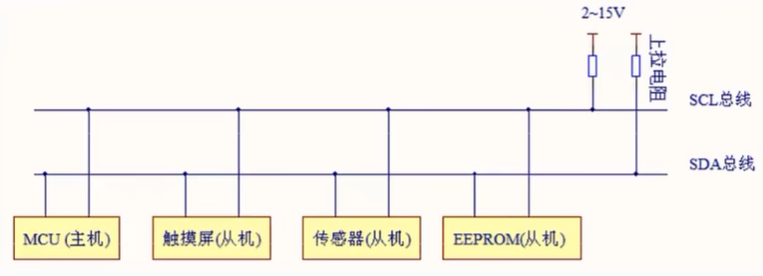 2~15V
上拉电阻
SCL总线
SDA总线
MCU (主机)
触摸屏(从机)
传感器(从机)
EEPROM(从机)